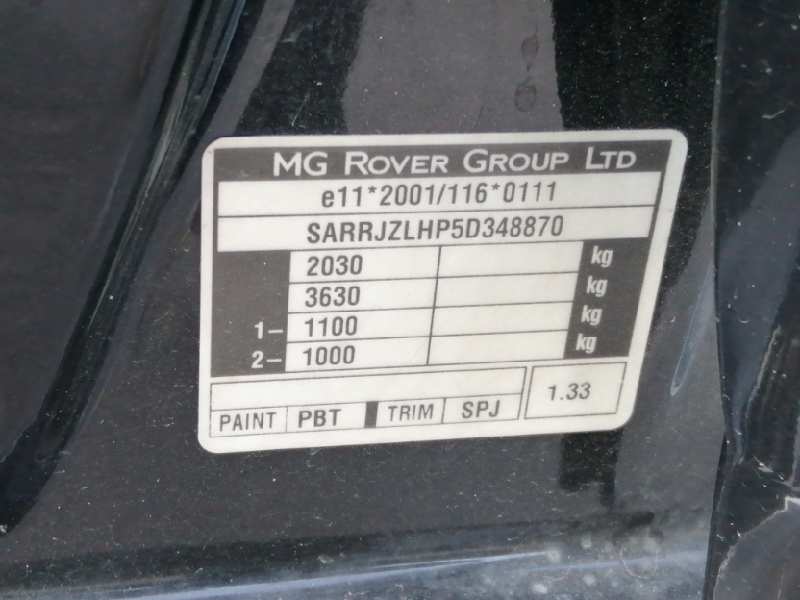 MG ROVER GROUP LTD
e11*2001/116*0111
SARRJZLHP5D348870
2030 kg
3630 kg
1- 1100 kg
2- 1000 kg
PAINT PBT TRIM SPJ 1.33